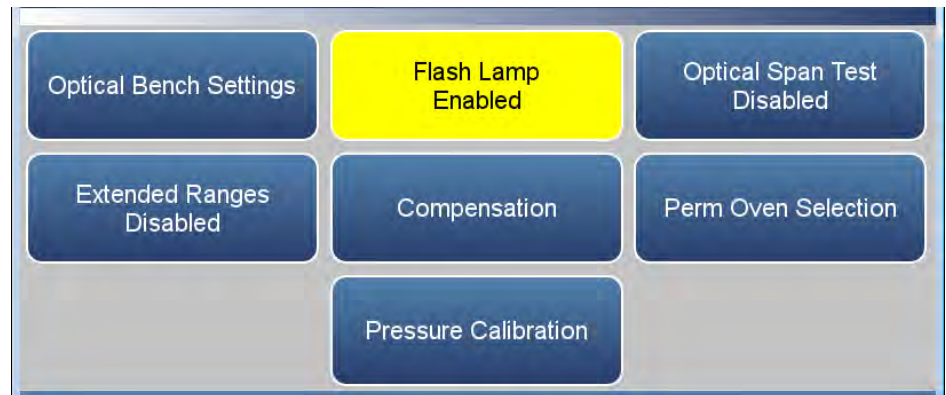 Optical Bench Settings
Flash Lamp
Enabled
Optical Span Test
Disabled
Extended Ranges
Disabled
Compensation
Perm Oven Selection
Pressure Calibration